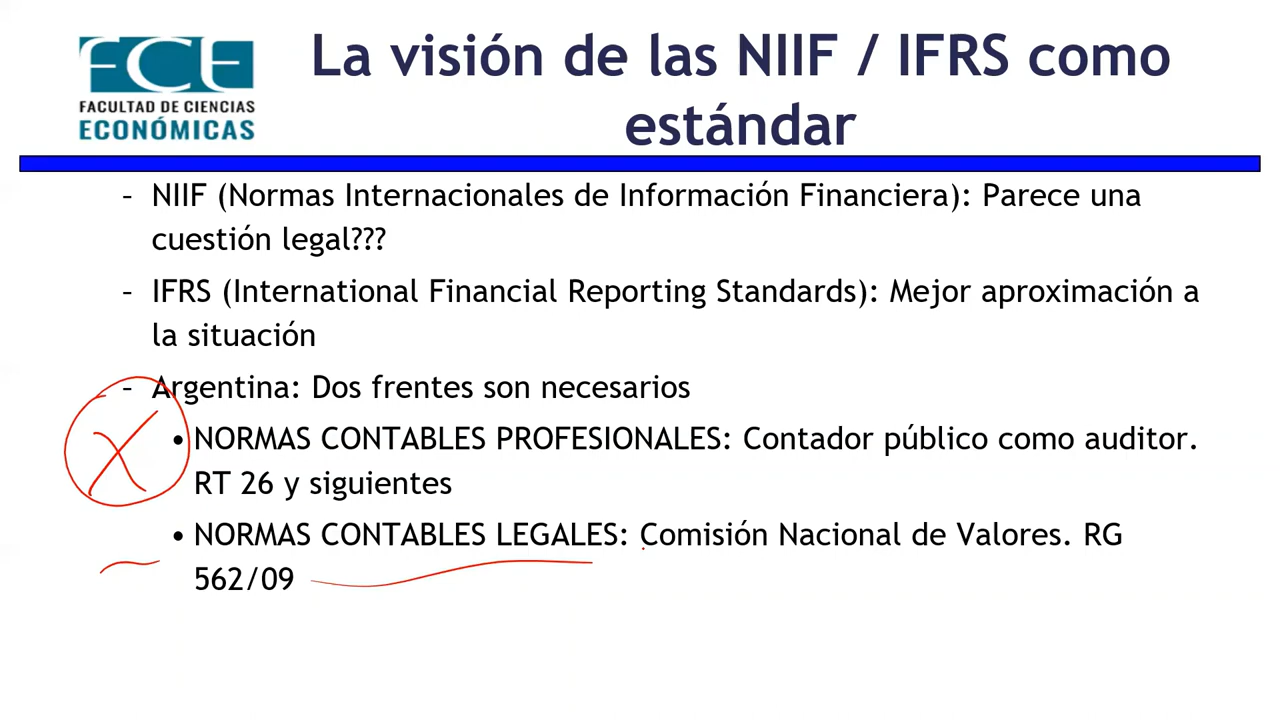 FCE
FACULTAD DE CIENCIAS
ECONÓMICAS
La visión de las NIIF / IFRS como
estándar
– NIIF (Normas Internacionales de Información Financiera): Parece una
cuestión legal???
– IFRS (International Financial Reporting Standards): Mejor aproximación a
la situación
– Argentina: Dos frentes son necesarios
• NORMAS CONTABLES PROFESIONALES: Contador público como auditor.
RT 26 y siguientes
• NORMAS CONTABLES LEGALES: Comisión Nacional de Valores. RG
562/09